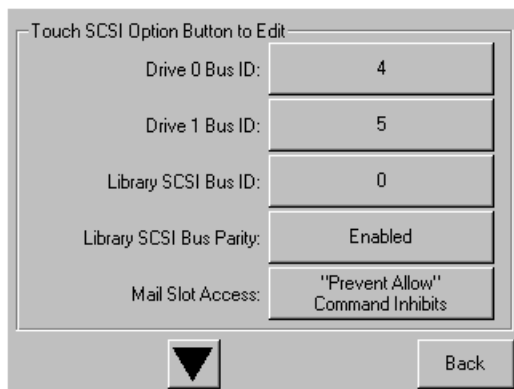 Touch SCSI Option Button to Edit
Drive 0 Bus ID: 4
Drive 1 Bus ID: 5
Library SCSI Bus ID: 0
Library SCSI Bus Parity: Enabled
Mail Slot Access: "Prevent Allow"
Command Inhibits
Back